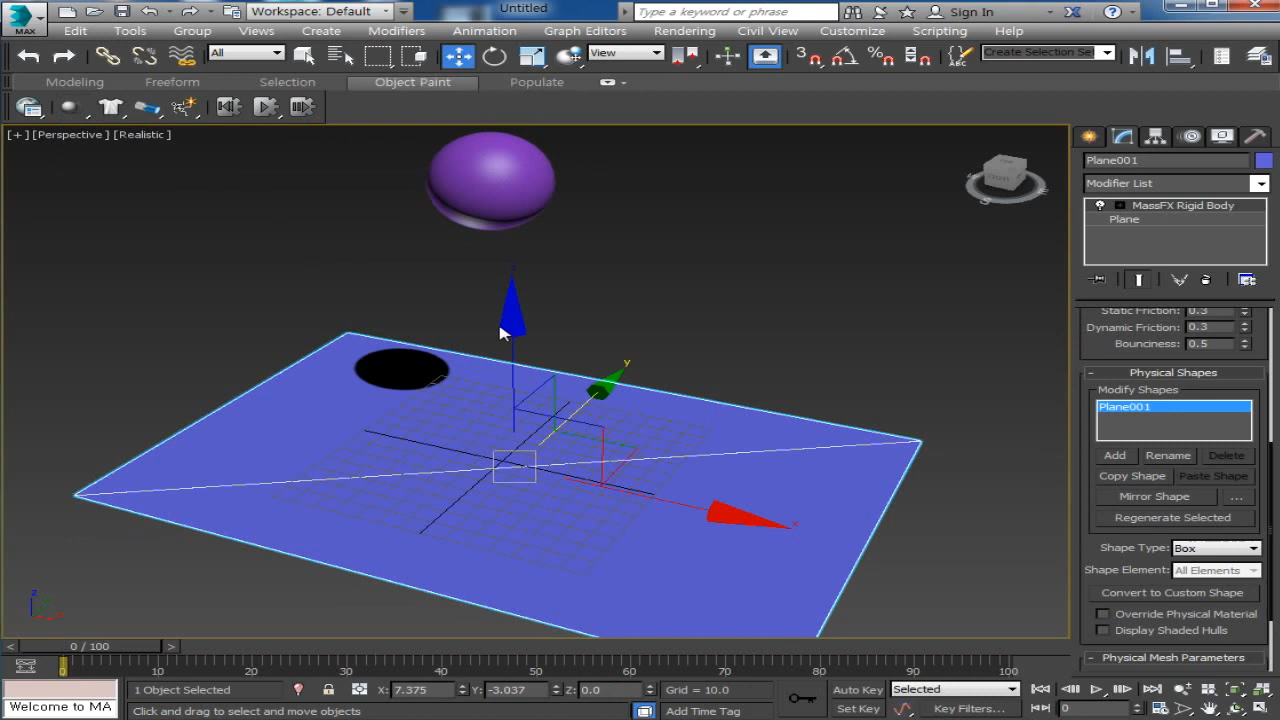 MAX
Workspace: Default
Untitled
Type a keyword or phrase
Sign In
Edit Tools Group Views Create Modifiers Animation Graph Editors Rendering Civil View Customize Scripting Help
All
View
ABC
Create Selection Se
Modeling Freeform Selection Object Paint Populate
[+] [Perspective] [Realistic]
Plane001
Modifier List
MassFX Rigid Body
Plane
Static Friction: 0.3
Dynamic Friction: 0.3
Bounciness: 0.5
Physical Shapes
Modify Shapes
Plane001
Add Rename Delete
Copy Shape Paste Shape
Mirror Shape ...
Regenerate Selected
Shape Type: Box
Shape Element: All Elements
Convert to Custom Shape
Override Physical Material
Display Shaded Hulls
Physical Mesh Parameters
z
y
x
z
0 / 100
0 10 20 30 40 50 60 70 80 90 100
1 Object Selected
X: 7.375 Y: -3.037 Z: 0.0
Grid = 10.0
Auto Key
Selected
Welcome to MA
Click and drag to select and move objects
Add Time Tag
Set Key
Key Filters...
0